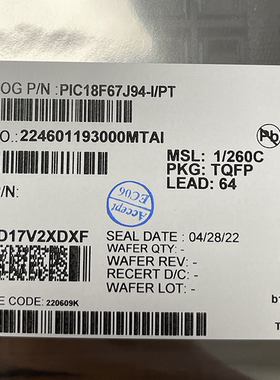 OG P/N : PIC18F67J94-I/PT
O.: 224601193000MTAI
Pb
MSL: 1/260C
PKG: TQFP
LEAD: 64
P/N:
Accept
EC06
D17V2XDXF
SEAL DATE : 04/28/22
WAFER QTY: -
WAFER REV: -
RECERT D/C: -
WAFER LOT: -
E CODE: 220609K